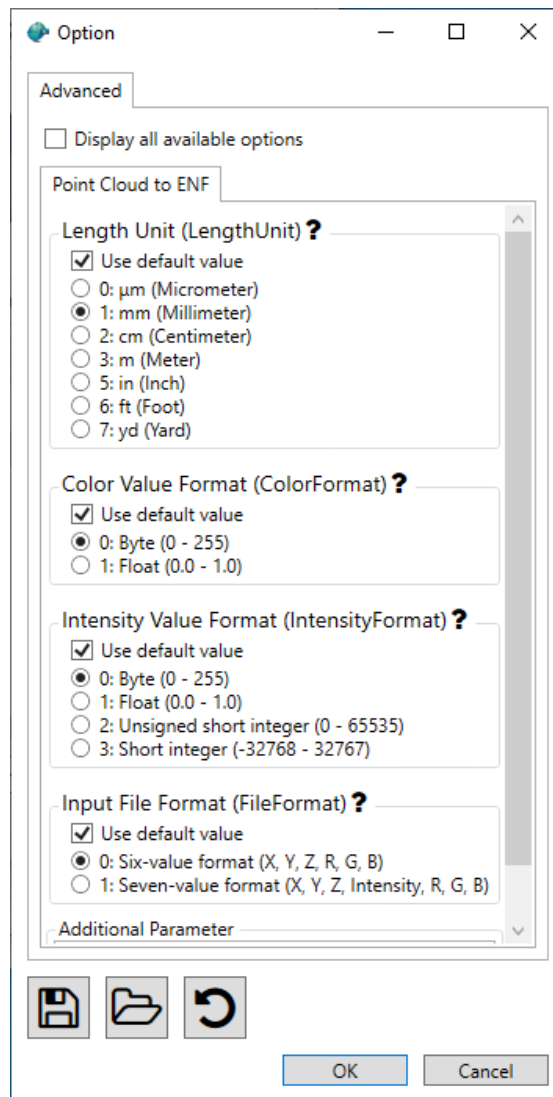 Option
Advanced
Display all available options
Point Cloud to ENF
Length Unit (LengthUnit) ?
Use default value
0: µm (Micrometer)
1: mm (Millimeter)
2: cm (Centimeter)
3: m (Meter)
5: in (Inch)
6: ft (Foot)
7: yd (Yard)
Color Value Format (ColorFormat) ?
Use default value
0: Byte (0 - 255)
1: Float (0.0 - 1.0)
Intensity Value Format (IntensityFormat) ?
Use default value
0: Byte (0 - 255)
1: Float (0.0 - 1.0)
2: Unsigned short integer (0 - 65535)
3: Short integer (-32768 - 32767)
Input File Format (FileFormat) ?
Use default value
0: Six-value format (X, Y, Z, R, G, B)
1: Seven-value format (X, Y, Z, Intensity, R, G, B)
Additional Parameter
OK
Cancel